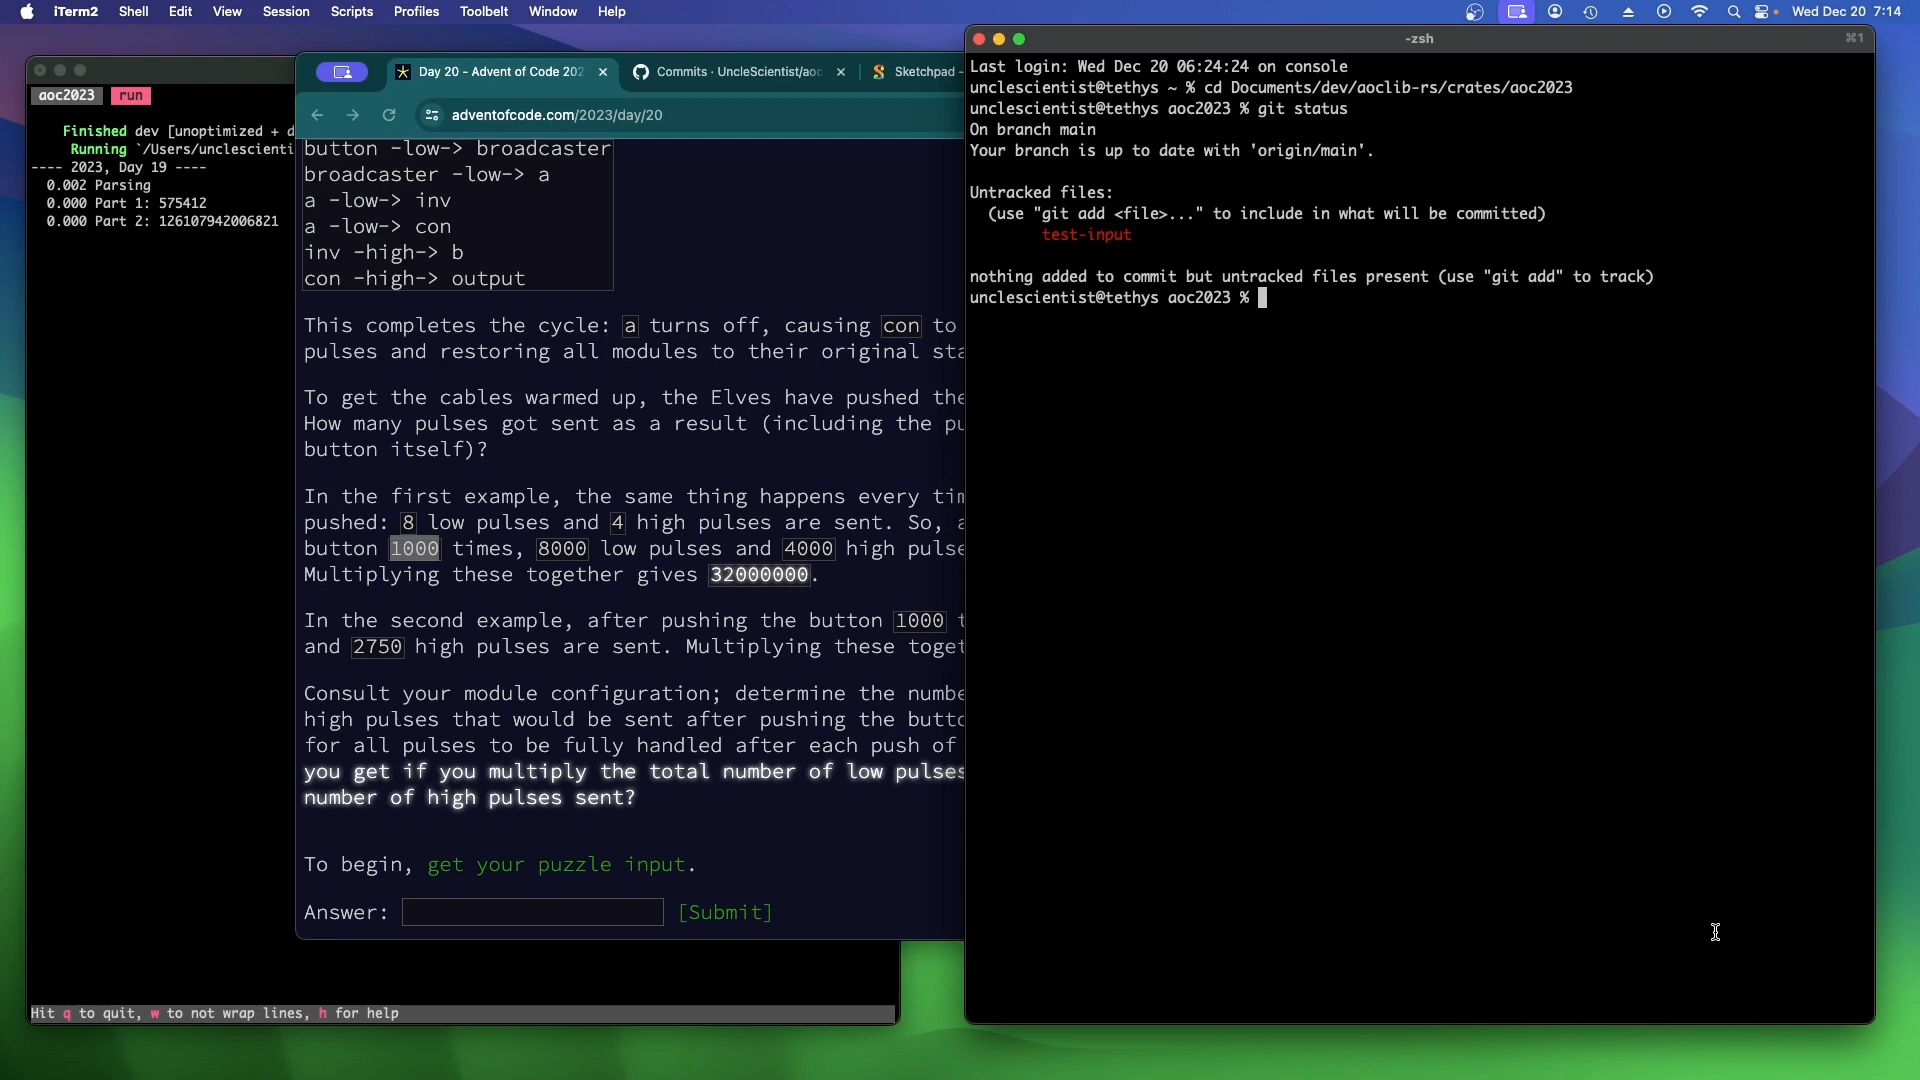 iTerm2 Shell Edit View Session Scripts Profiles Toolbelt Window Help Wed Dec 20 7:14
aoc2023 run
Finished dev [unoptimized + d
Running `/Users/unclescienti
---- 2023, Day 19 ----
0.002 Parsing
0.000 Part 1: 575412
0.000 Part 2: 126107942006821
Hit q to quit, w to not wrap lines, h for help
Day 20 - Advent of Code 202 Commits · UncleScientist/aoc Sketchpad -
adventofcode.com/2023/day/20
button -low-> broadcaster
broadcaster -low-> a
a -low-> inv
a -low-> con
inv -high-> b
con -high-> output
This completes the cycle: a turns off, causing con to
pulses and restoring all modules to their original sta
To get the cables warmed up, the Elves have pushed the
How many pulses got sent as a result (including the pu
button itself)?
In the first example, the same thing happens every tim
pushed: 8 low pulses and 4 high pulses are sent. So, a
button 1000 times, 8000 low pulses and 4000 high pulse
Multiplying these together gives 32000000.
In the second example, after pushing the button 1000 t
and 2750 high pulses are sent. Multiplying these toget
Consult your module configuration; determine the numbe
high pulses that would be sent after pushing the butto
for all pulses to be fully handled after each push of
you get if you multiply the total number of low pulses
number of high pulses sent?
To begin, get your puzzle input.
Answer: [Submit]
-zsh ⌘1
Last login: Wed Dec 20 06:24:24 on console
unclescientist@tethys ~ % cd Documents/dev/aoclib-rs/crates/aoc2023
unclescientist@tethys aoc2023 % git status
On branch main
Your branch is up to date with 'origin/main'.
Untracked files:
(use "git add <file>..." to include in what will be committed)
test-input
nothing added to commit but untracked files present (use "git add" to track)
unclescientist@tethys aoc2023 %